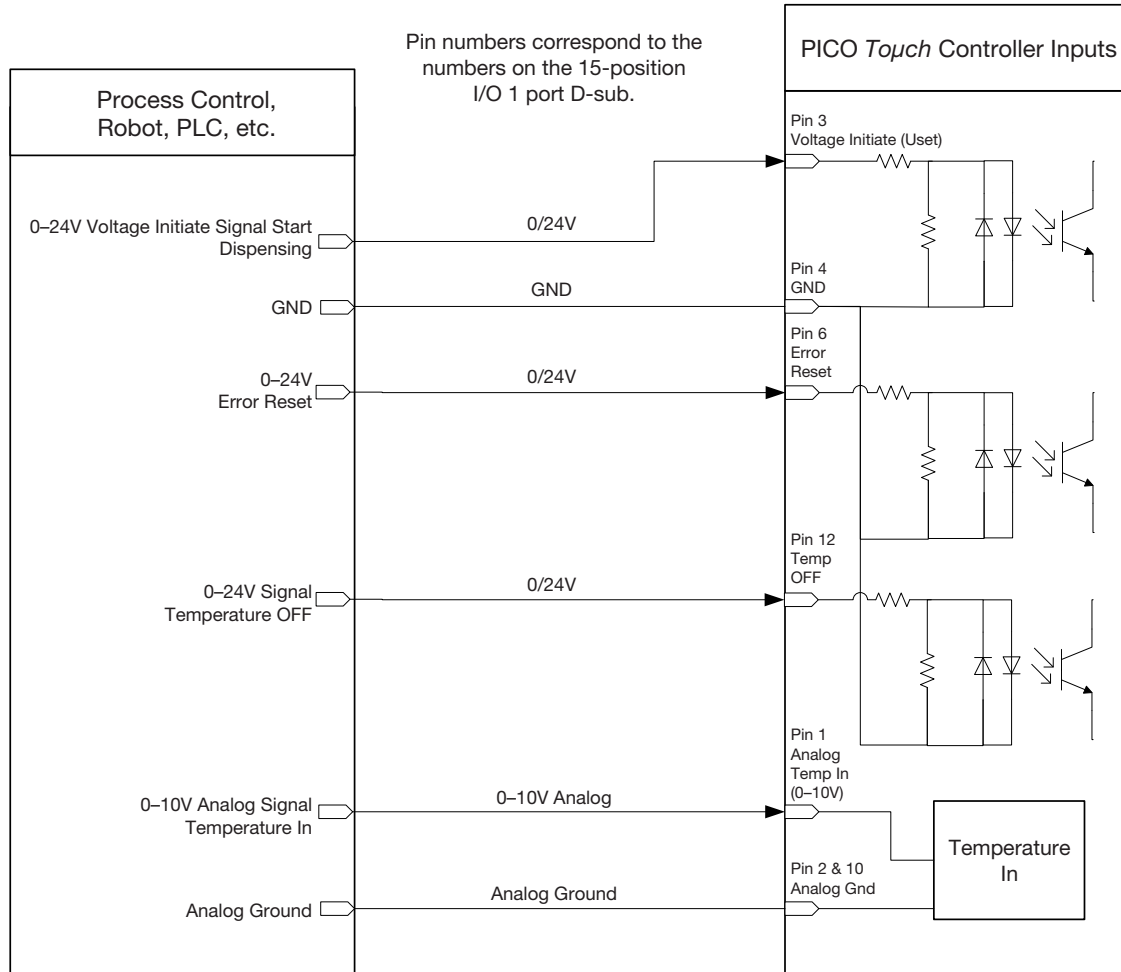 Pin numbers correspond to the
numbers on the 15-position
I/O 1 port D-sub.
PICO Touch Controller Inputs
Process Control,
Robot, PLC, etc.
Pin 3
Voltage Initiate (Uset)
0–24V Voltage Initiate Signal Start
Dispensing
0/24V
Pin 4
GND
GND
GND
Pin 6
Error
Reset
0–24V
Error Reset
0/24V
Pin 12
Temp
OFF
0–24V Signal
Temperature OFF
0/24V
Pin 1
Analog
Temp In
(0–10V)
0–10V Analog Signal
Temperature In
0–10V Analog
Temperature
In
Pin 2 & 10
Analog Gnd
Analog Ground
Analog Ground